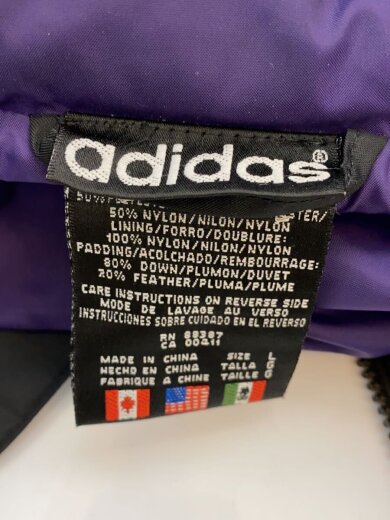 adidas®
50% NYLON/NILON/NYLON
LINING/FORRO/DOUBLURE:
100% NYLON/NILON/NYLON
PADDING/ACOLCHADO/REMBOURRAGE:
80% DOWN/PLUMON/DUVET
20% FEATHER/PLUMA/PLUME
CARE INSTRUCTIONS ON REVERSE SIDE
MODE DE LAVAGE AU VERSO
INSTRUCCIONES SOBRE CUIDADO EN EL REVERSO
RN 88387
CA 00411
MADE IN CHINA SIZE L
HECHO EN CHINA TALLA G
FABRIQUE A CHINE TAILLE G